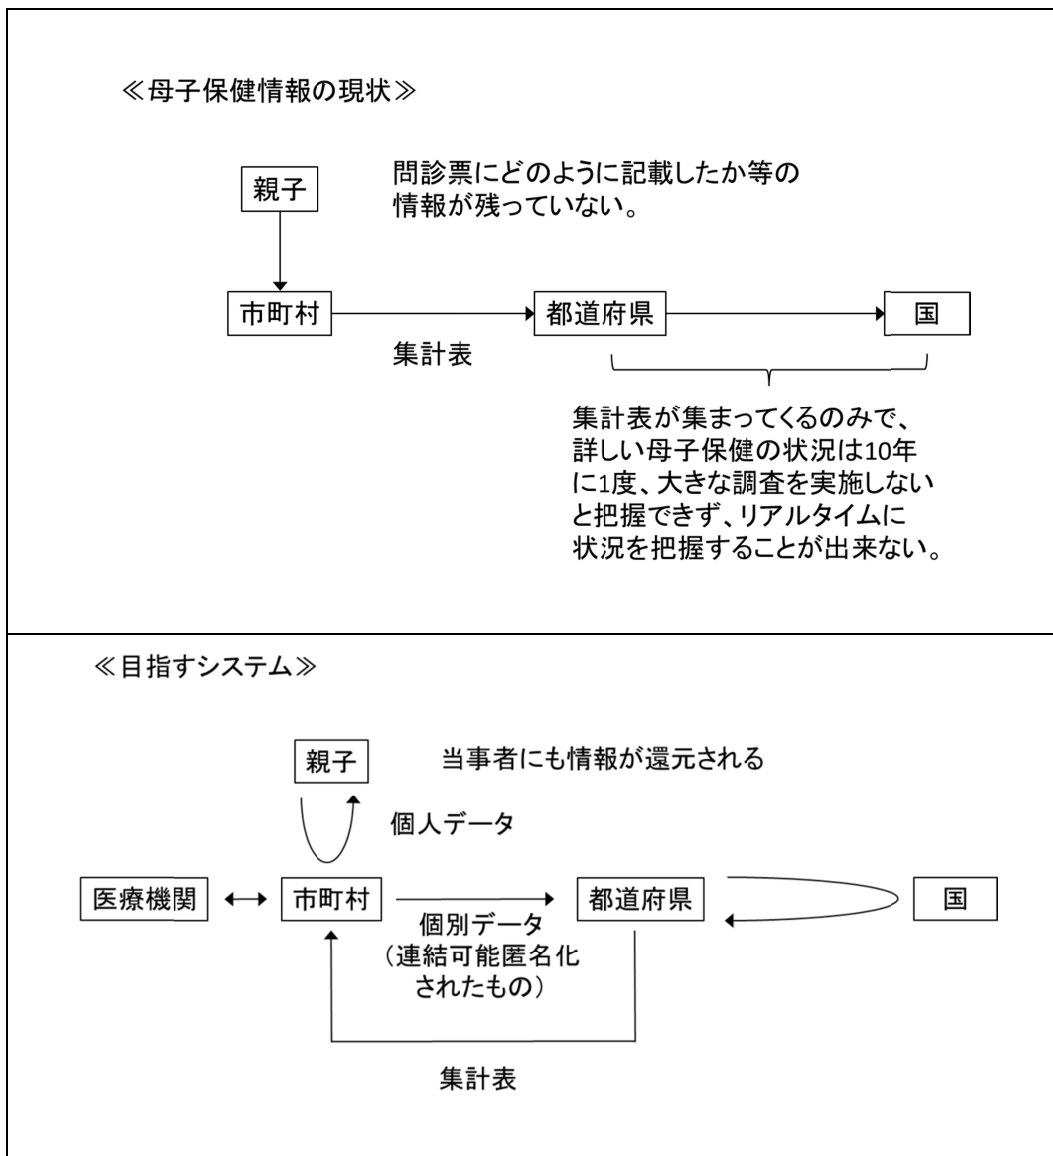 ≪母子保健情報の現状≫
親子
問診票にどのように記載したか等の
情報が残っていない。
市町村
都道府県
国
集計表
集計表が集まってくるのみで、
詳しい母子保健の状況は10年
に1度、大きな調査を実施しない
と把握できず、リアルタイムに
状況を把握することが出来ない。
≪目指すシステム≫
親子
当事者にも情報が還元される
個人データ
医療機関
市町村
都道府県
国
個別データ
（連結可能匿名化
されたもの）
集計表